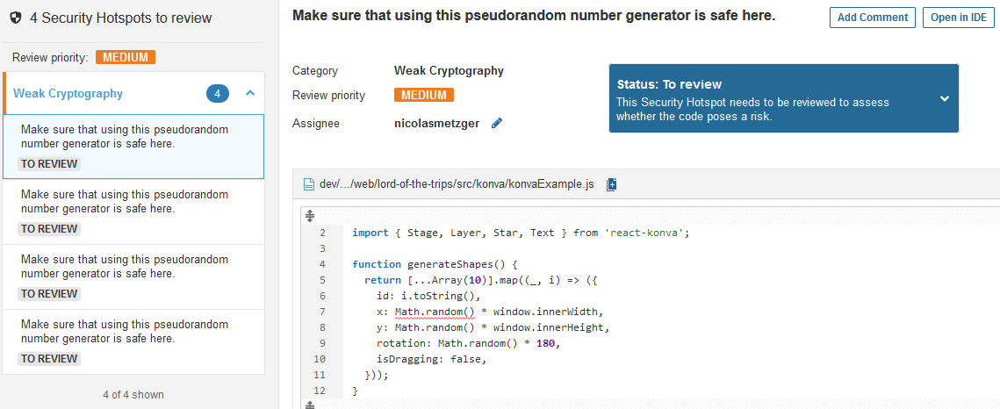 4 Security Hotspots to review
Review priority: MEDIUM
Weak Cryptography 4
Make sure that using this pseudorandom
number generator is safe here.
TO REVIEW
Make sure that using this pseudorandom
number generator is safe here.
TO REVIEW
Make sure that using this pseudorandom
number generator is safe here.
TO REVIEW
Make sure that using this pseudorandom
number generator is safe here.
TO REVIEW
4 of 4 shown
Make sure that using this pseudorandom number generator is safe here.
Add Comment
Open in IDE
Category Weak Cryptography
Review priority MEDIUM
Assignee nicolasmetzger
Status: To review
This Security Hotspot needs to be reviewed to assess
whether the code poses a risk.
dev/.../web/lord-of-the-trips/src/konva/konvaExample.js
2 import { Stage, Layer, Star, Text } from 'react-konva';
3
4 function generateShapes() {
5 return [...Array(10)].map((_, i) => ({
6 id: i.toString(),
7 x: Math.random() * window.innerWidth,
8 y: Math.random() * window.innerHeight,
9 rotation: Math.random() * 180,
10 isDragging: false,
11 }));
12 }